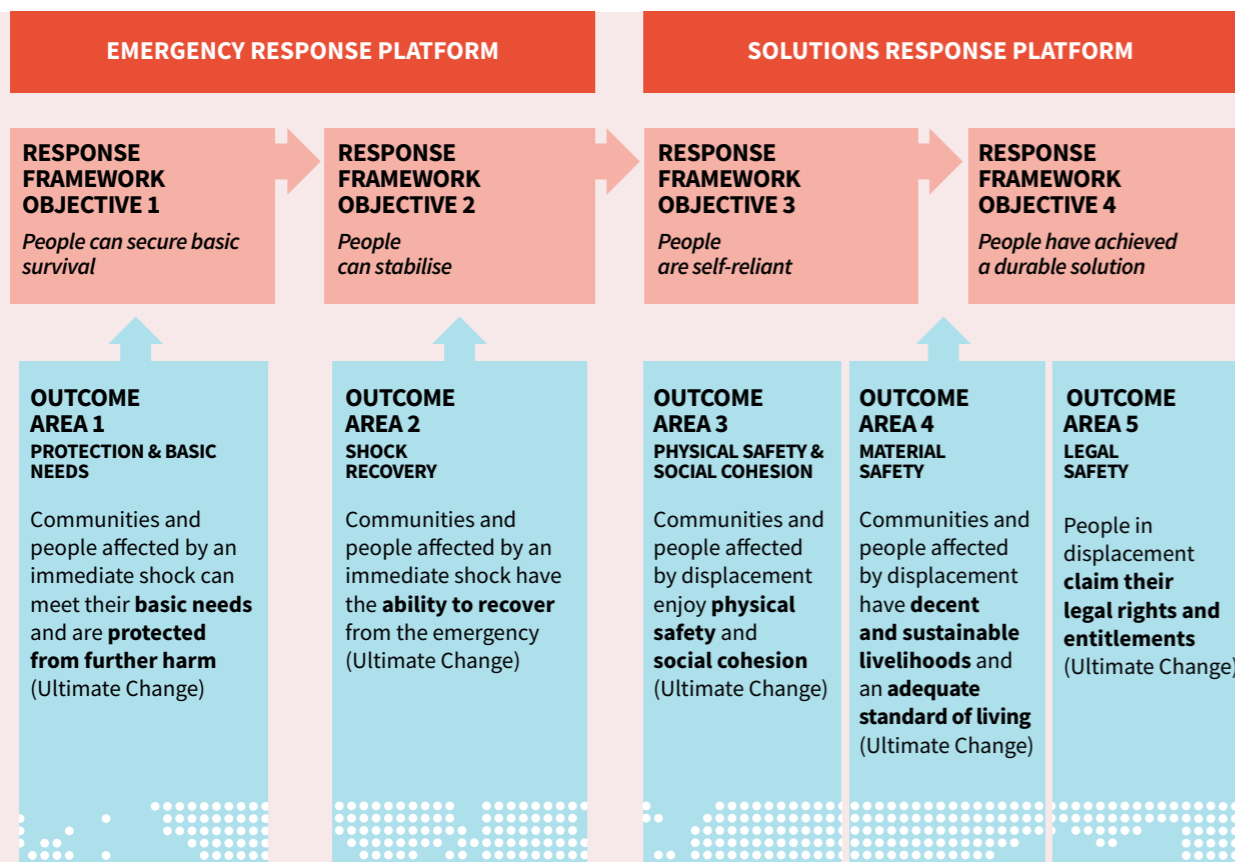 EMERGENCY RESPONSE PLATFORM
SOLUTIONS RESPONSE PLATFORM
RESPONSE
FRAMEWORK
OBJECTIVE 1
People can secure basic
survival
RESPONSE
FRAMEWORK
OBJECTIVE 2
People
can stabilise
RESPONSE
FRAMEWORK
OBJECTIVE 3
People
are self-reliant
RESPONSE
FRAMEWORK
OBJECTIVE 4
People have achieved
a durable solution
OUTCOME
AREA 1
PROTECTION & BASIC
NEEDS
Communities and
people affected by an
immediate shock can
meet their basic needs
and are protected
from further harm
(Ultimate Change)
OUTCOME
AREA 2
SHOCK
RECOVERY
Communities and
people affected by an
immediate shock have
the ability to recover
from the emergency
(Ultimate Change)
OUTCOME
AREA 3
PHYSICAL SAFETY &
SOCIAL COHESION
Communities and
people affected
by displacement
enjoy physical
safety and
social cohesion
(Ultimate Change)
OUTCOME
AREA 4
MATERIAL
SAFETY
Communities and
people affected
by displacement
have decent
and sustainable
livelihoods and
an adequate
standard of living
(Ultimate Change)
OUTCOME
AREA 5
LEGAL
SAFETY
People in
displacement
claim their
legal rights and
entitlements
(Ultimate Change)